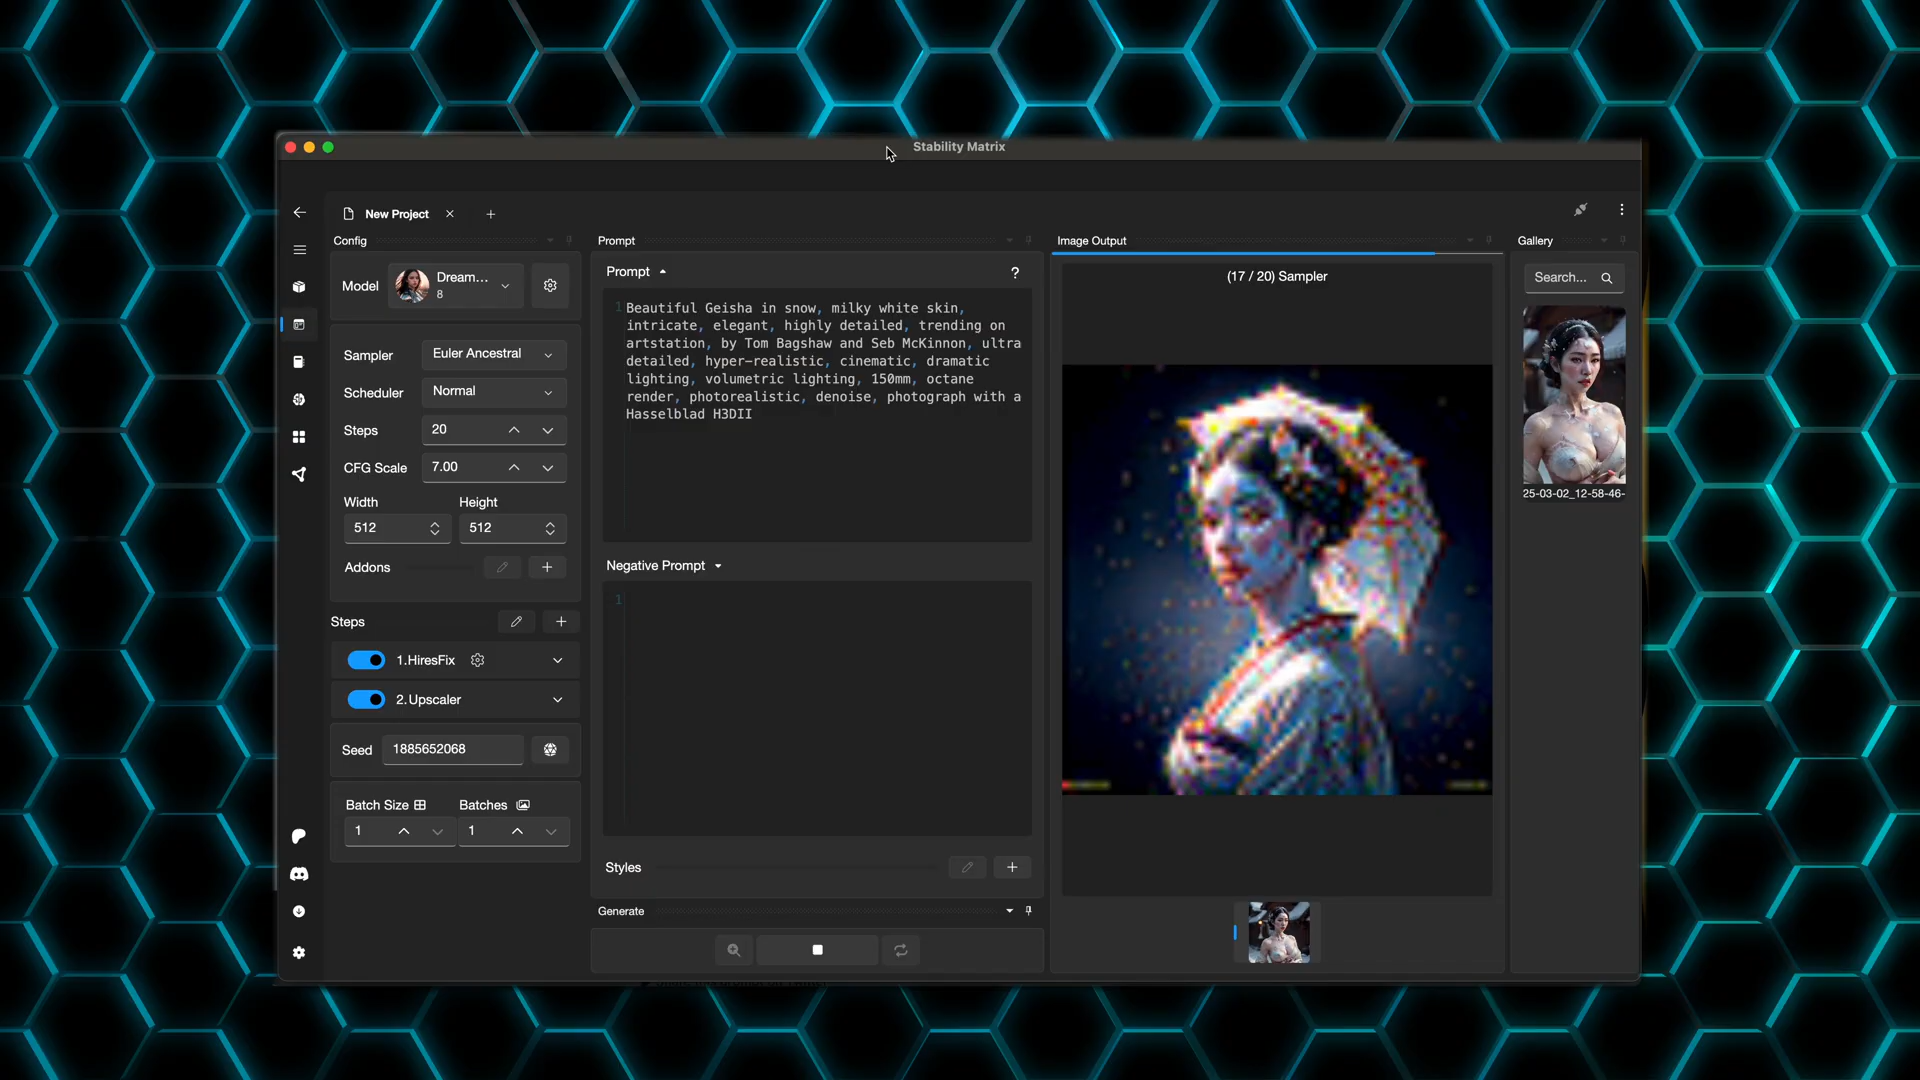 Stability Matrix
New Project
Config
Model
Dream...
8
Sampler
Euler Ancestral
Scheduler
Normal
Steps
20
CFG Scale
7.00
Width
Height
512
512
Addons
Steps
1.HiresFix
2.Upscaler
Seed
1885652068
Batch Size
Batches
1
1
Prompt
Prompt
?
1
Beautiful Geisha in snow, milky white skin,
intricate, elegant, highly detailed, trending on
artstation, by Tom Bagshaw and Seb McKinnon, ultra
detailed, hyper-realistic, cinematic, dramatic
lighting, volumetric lighting, 150mm, octane
render, photorealistic, denoise, photograph with a
Hasselblad H3DII
Negative Prompt
1
Styles
Generate
Image Output
(17 / 20) Sampler
Gallery
Search...
25-03-02_12-58-46-